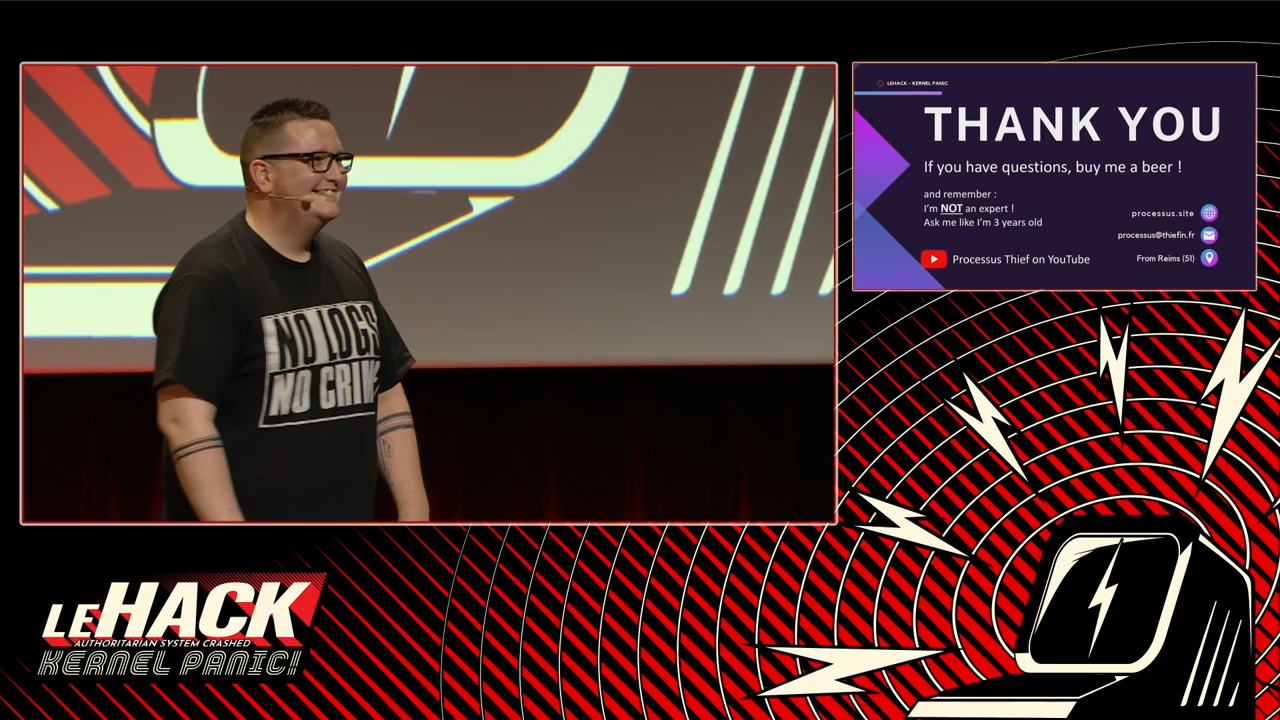 NO LOGS
NO CRIM
LEHACK - KERNEL PANIC
THANK YOU
If you have questions, buy me a beer !
and remember :
I'm NOT an expert !
Ask me like I'm 3 years old
Processus Thief on YouTube
processus.site
processus@thiefin.fr
From Reims (51)
LEHACK
AUTHORITARIAN SYSTEM CRASHED
KERNEL PANIC!